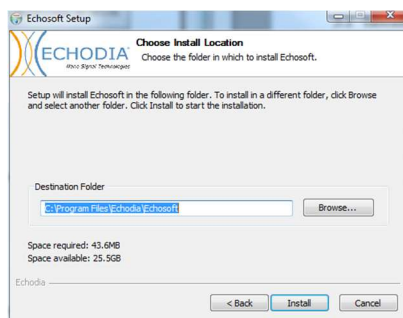 Echosoft Setup
ECHODIA
Nano Signal Technologies
Choose Install Location
Choose the folder in which to install Echosoft.
Setup will install Echosoft in the following folder. To install in a different folder, click Browse
and select another folder. Click Install to start the installation.
Destination Folder
C:\Program Files\Echodia\Echosoft
Browse...
Space required: 43.6MB
Space available: 25.5GB
Echodia
< Back Install Cancel